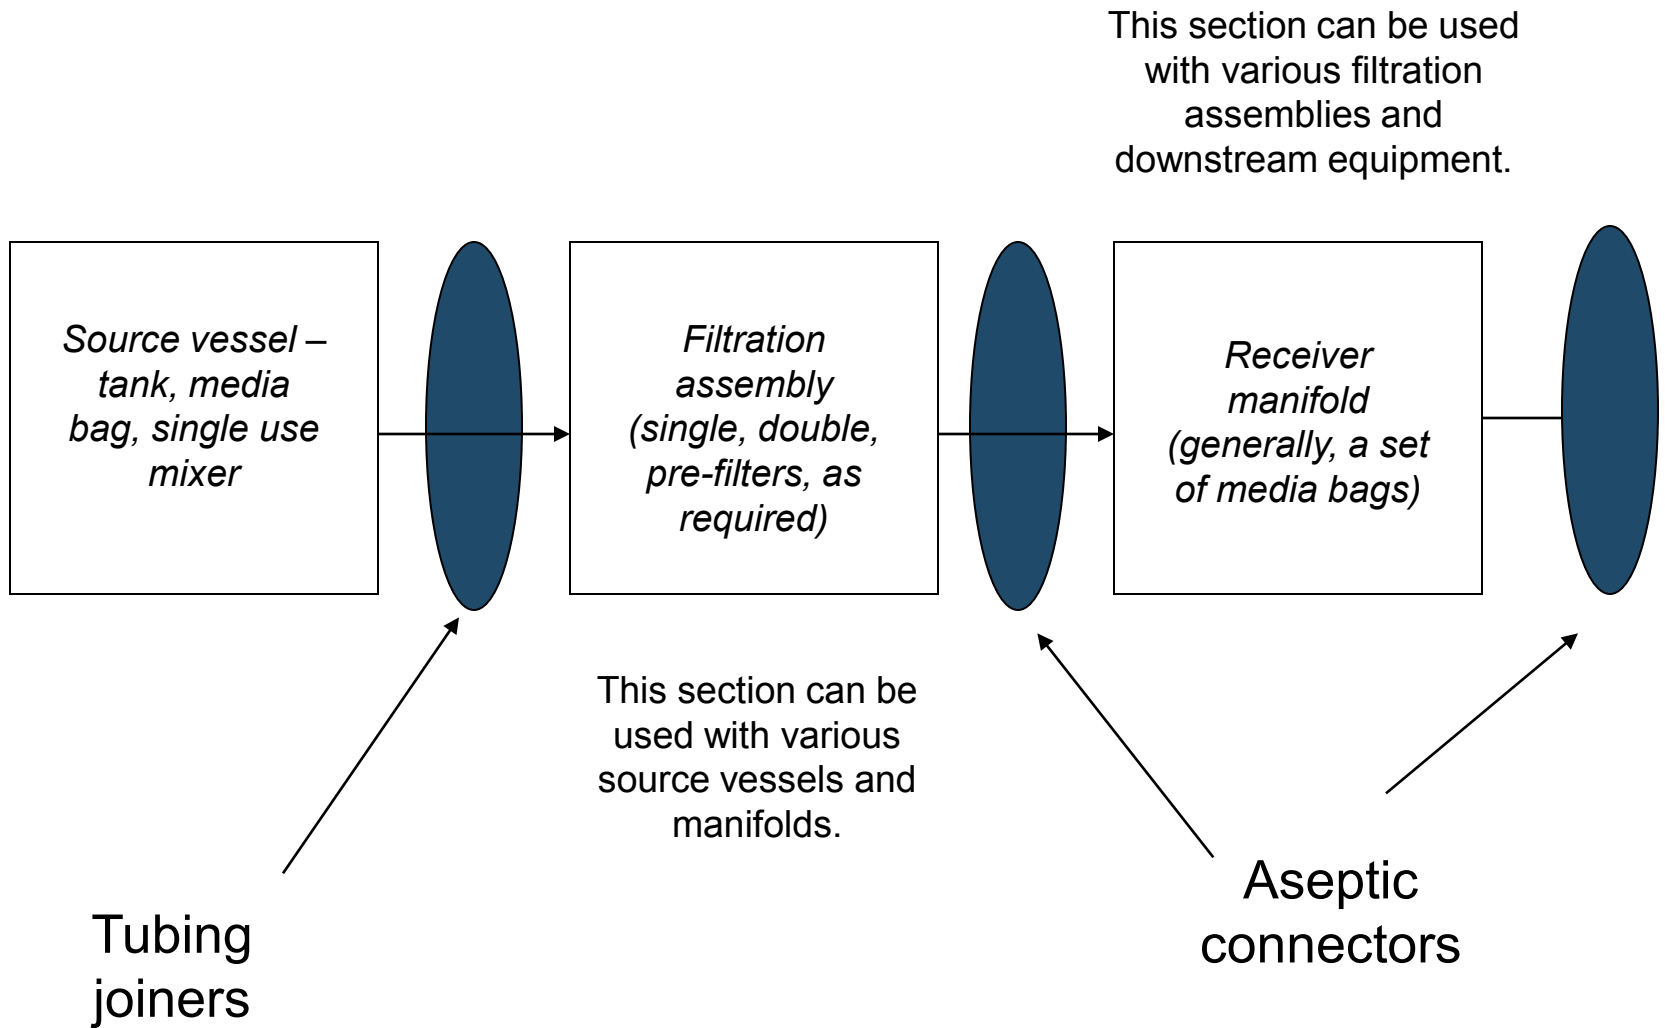 This section can be used
with various filtration
assemblies and
downstream equipment.
Source vessel –
tank, media
bag, single use
mixer
Filtration
assembly
(single, double,
pre-filters, as
required)
Receiver
manifold
(generally, a set
of media bags)
This section can be
used with various
source vessels and
manifolds.
Tubing
joiners
Aseptic
connectors